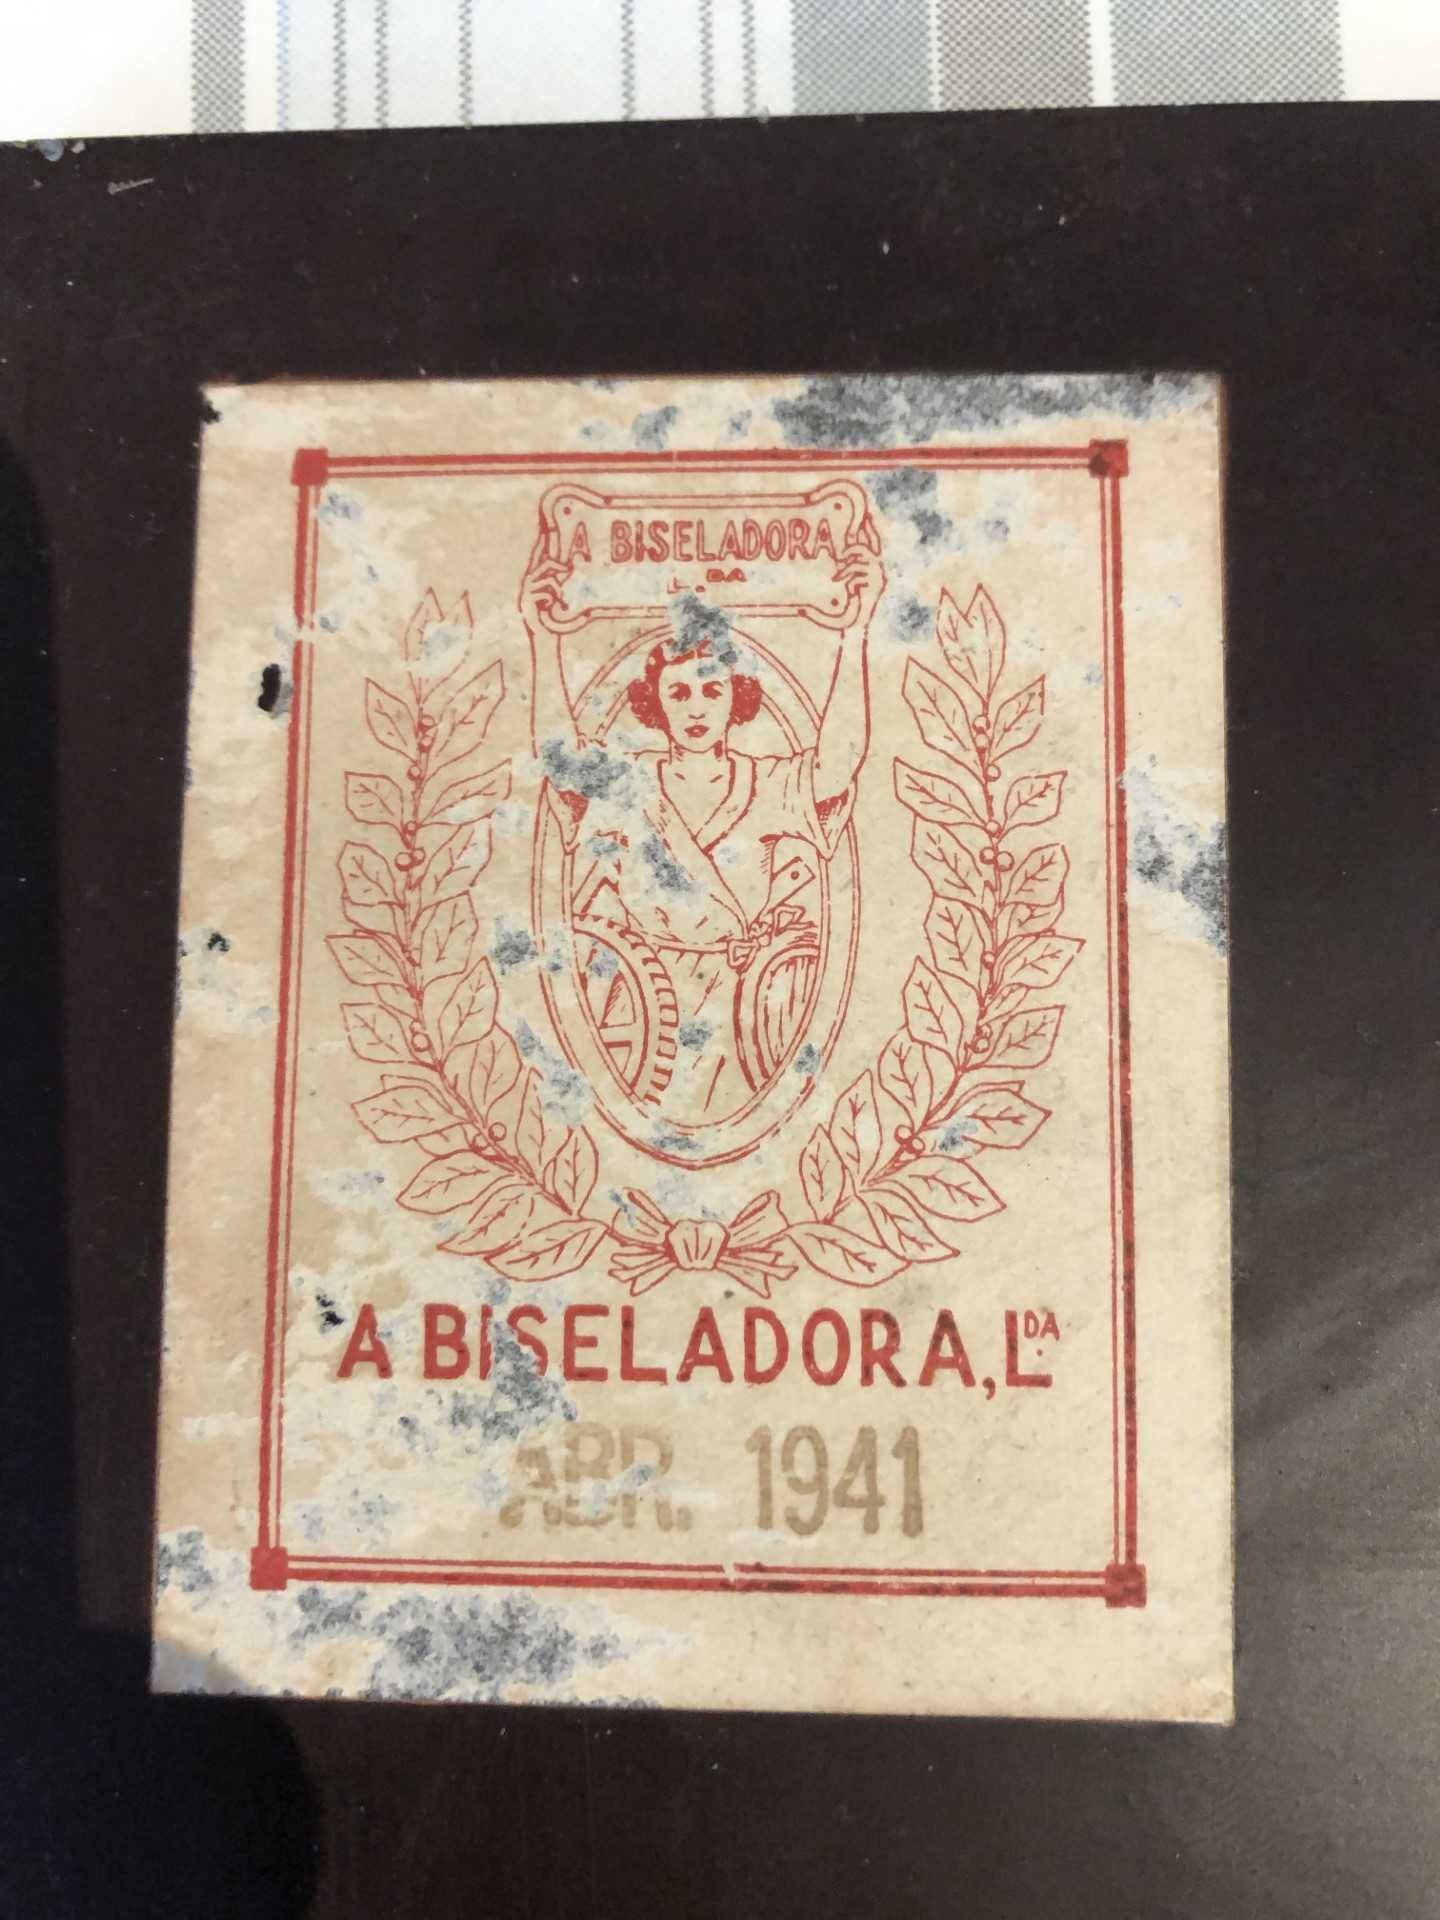 A BISELADORA
L.DA
A BISELADORA, L.DA
ABR. 1941